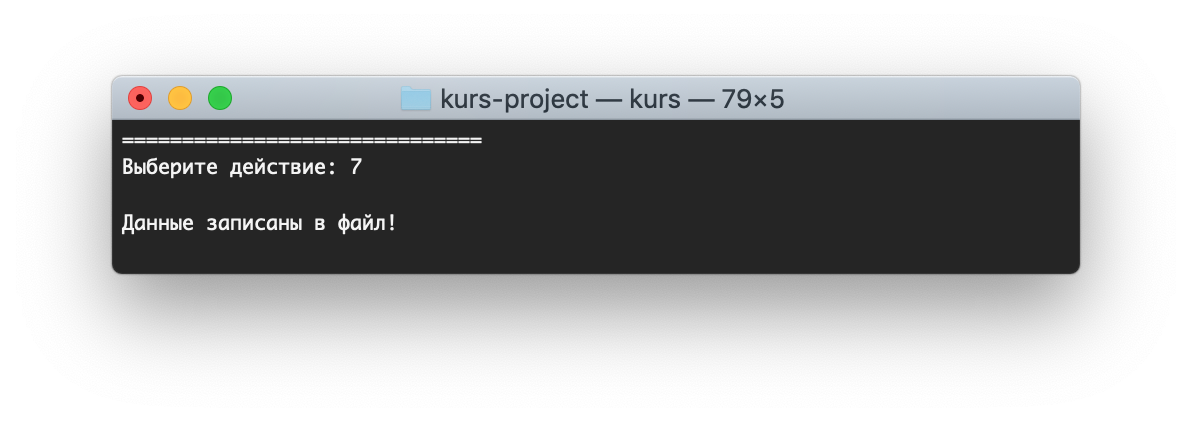 kurs-project — kurs — 79×5
==============================
Выберите действие: 7
Данные записаны в файл!